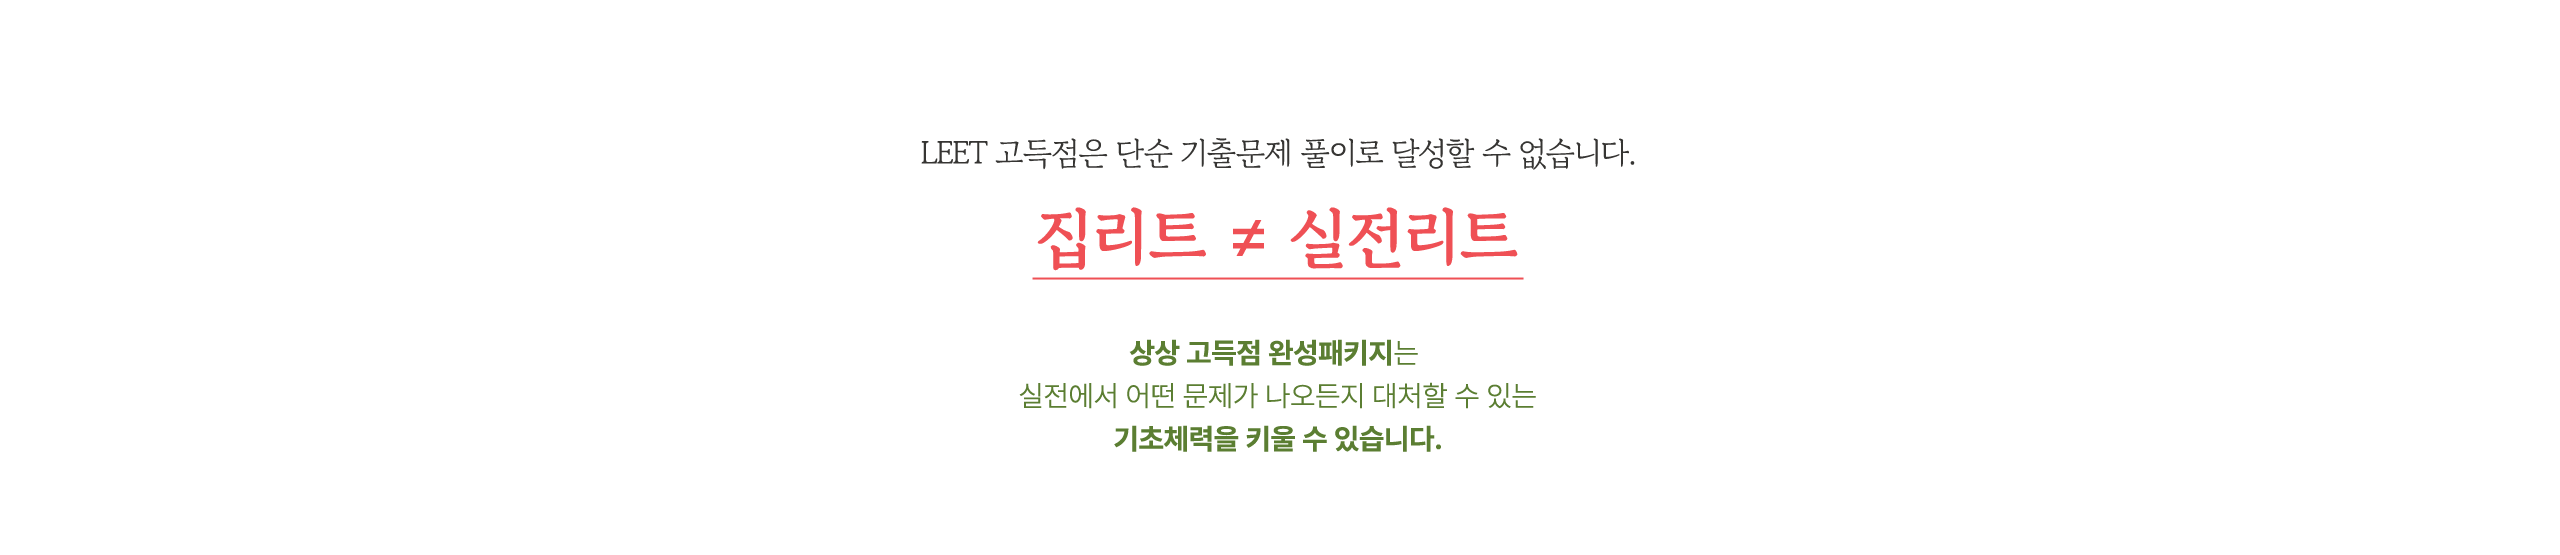 LEET 고득점은 단순 기출문제 풀이로 달성할 수 없습니다.
집리트 ≠ 실전리트
상상 고득점 완성패키지는
실전에서 어떤 문제가 나오든지 대처할 수 있는
기초체력을 키울 수 있습니다.